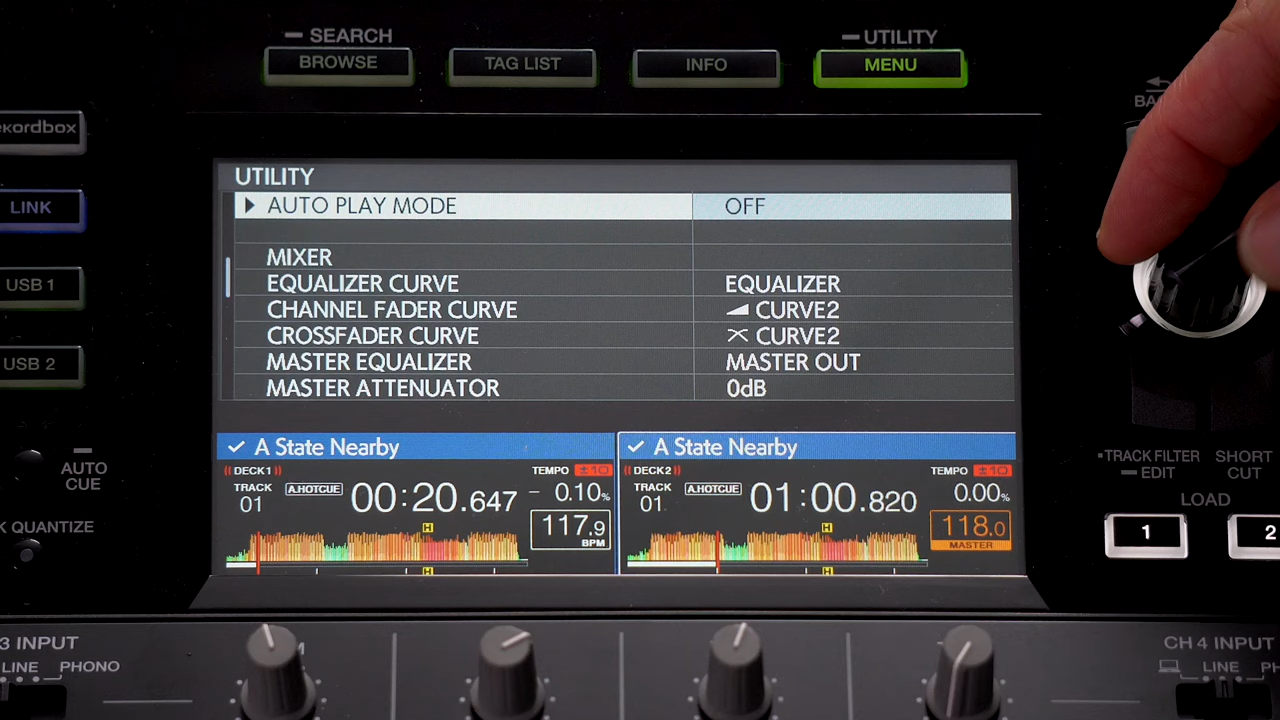 SEARCH
UTILITY
BROWSE
TAG LIST
INFO
MENU
LINK
USB 1
USB 2
AUTO
CUE
QUANTIZE
UTILITY
AUTO PLAY MODE OFF
MIXER
EQUALIZER CURVE EQUALIZER
CHANNEL FADER CURVE CURVE2
CROSSFADER CURVE CURVE2
MASTER EQUALIZER MASTER OUT
MASTER ATTENUATOR 0dB
A State Nearby
DECK1
TEMPO ±10
TRACK
01
A.HOTCUE
00:20.647
- 0.10%
117.9
BPM
H
H
A State Nearby
DECK2
TEMPO ±10
TRACK
01
A.HOTCUE
01:00.820
0.00%
118.0
MASTER
H
H
TRACK FILTER
EDIT
SHORT
CUT
LOAD
1
2
3 INPUT
LINE PHONO
CH 4 INPUT
LINE